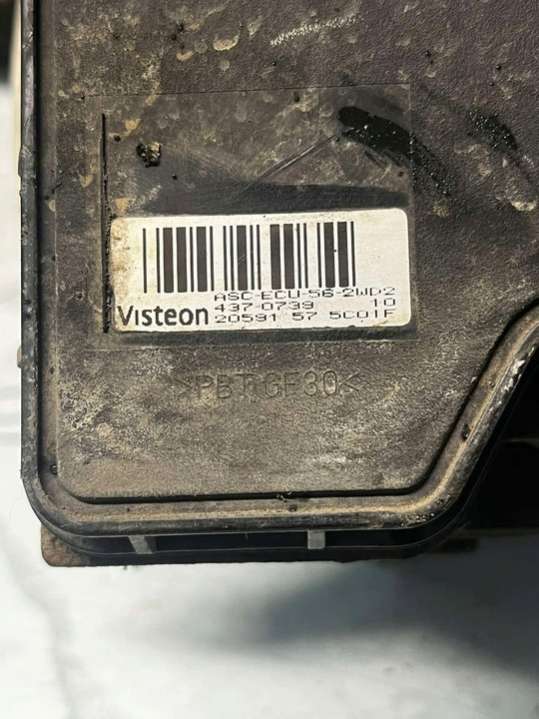 ASC-ECU-56-2WD2
437-0739 10
Visteon 20591 57 5C01F
>PBT GF30<